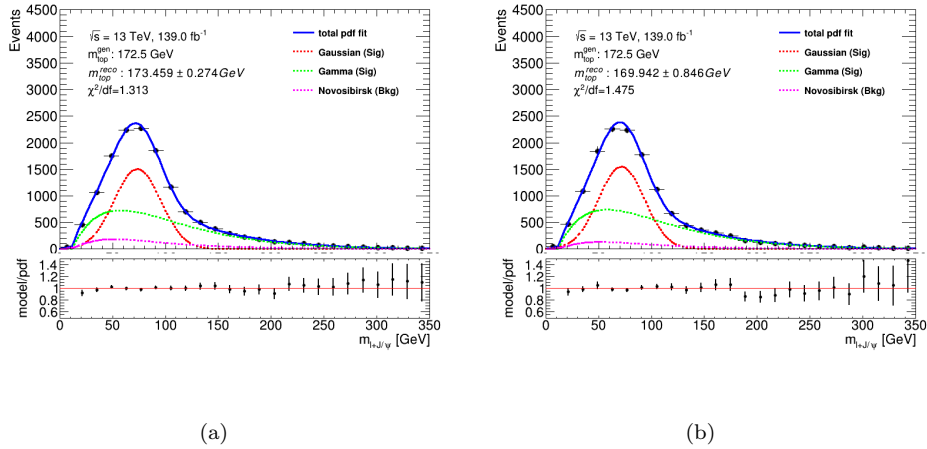 Events
4500
4000
3500
3000
2500
2000
1500
1000
500
0
√s = 13 TeV, 139.0 fb⁻¹
m_top^gen : 172.5 GeV
m_top^reco : 173.459 ± 0.274GeV
χ²/df=1.313
total pdf fit
Gaussian (Sig)
Gamma (Sig)
Novosibirsk (Bkg)
model/pdf
1.4
1.2
1
0.8
0.6
0 50 100 150 200 250 300 350
m_l+J/ψ [GeV]
(a)
Events
4500
4000
3500
3000
2500
2000
1500
1000
500
0
√s = 13 TeV, 139.0 fb⁻¹
m_top^gen : 172.5 GeV
m_top^reco : 169.942 ± 0.846GeV
χ²/df=1.475
total pdf fit
Gaussian (Sig)
Gamma (Sig)
Novosibirsk (Bkg)
model/pdf
1.4
1.2
1
0.8
0.6
0 50 100 150 200 250 300 350
m_l+J/ψ [GeV]
(b)